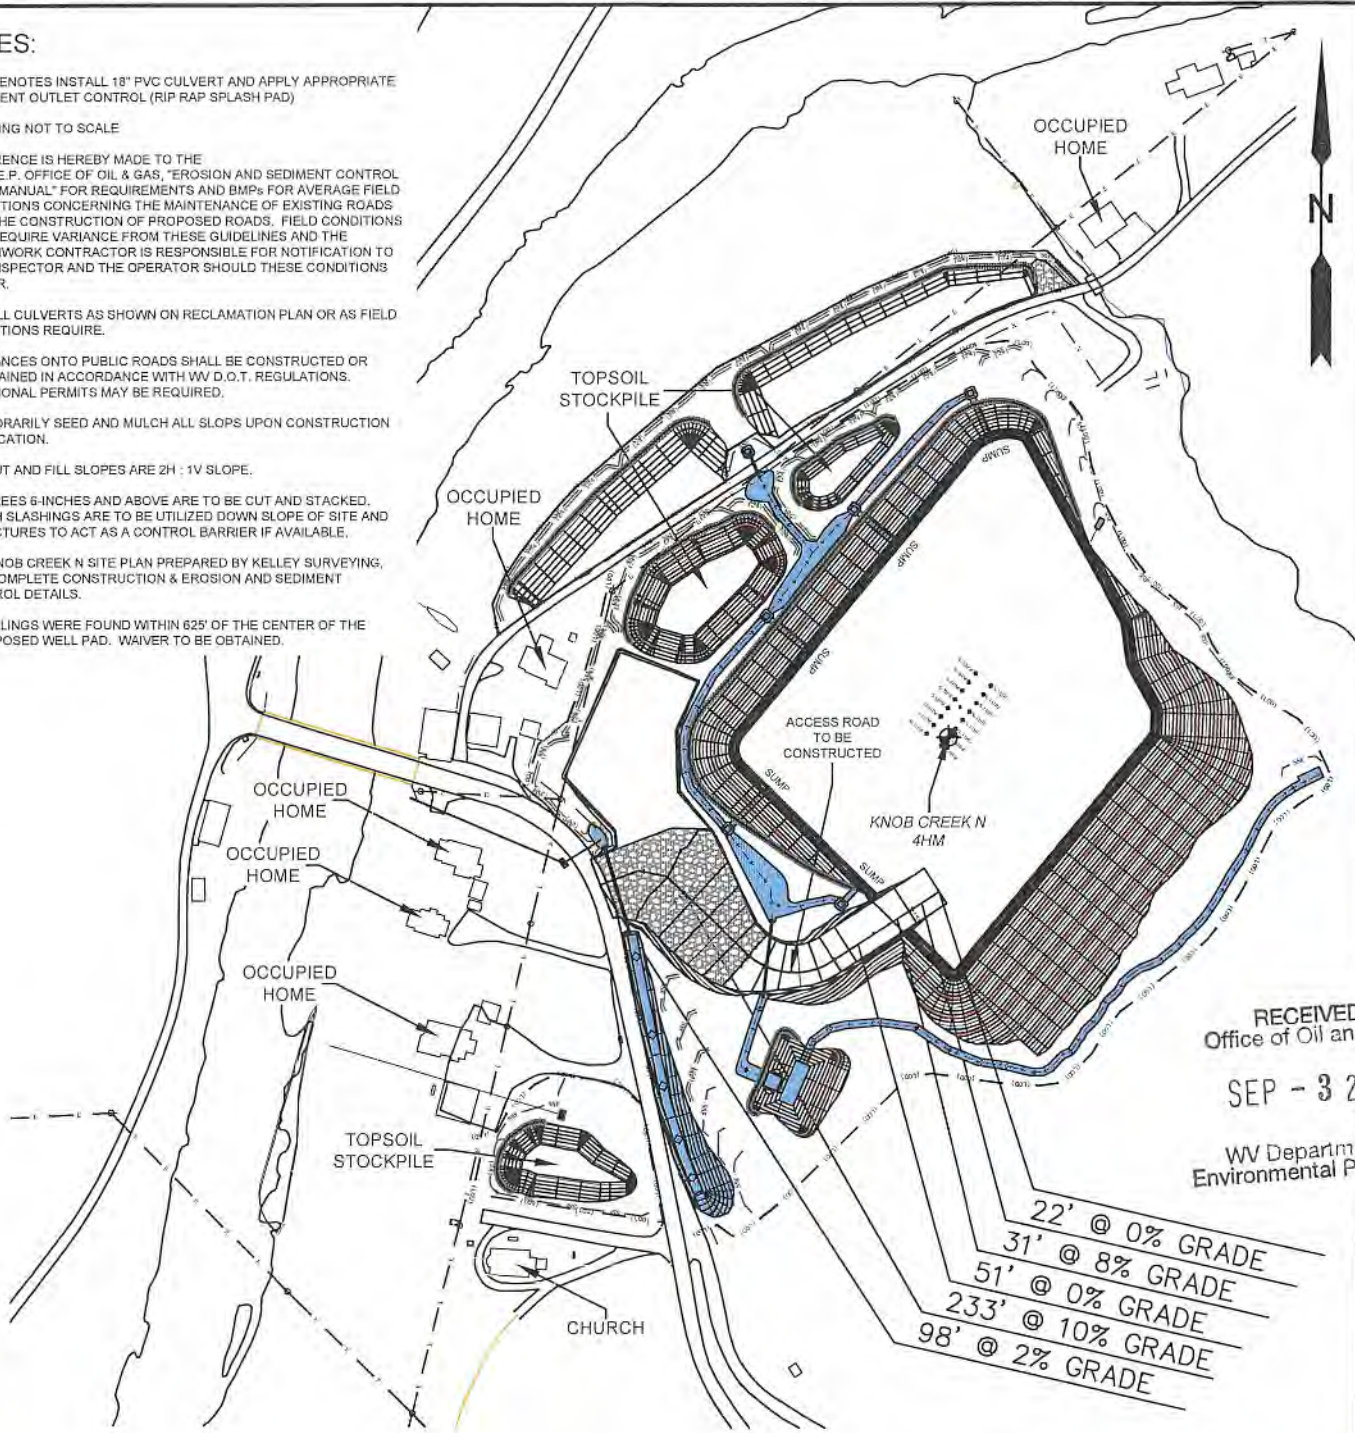 ES:
ENOTES INSTALL 18" PVC CULVERT AND APPLY APPROPRIATE
ENT OUTLET CONTROL (RIP RAP SPLASH PAD)
ING NOT TO SCALE
RENCE IS HEREBY MADE TO THE
E.P. OFFICE OF OIL & GAS, "EROSION AND SEDIMENT CONTROL
MANUAL" FOR REQUIREMENTS AND BMPs FOR AVERAGE FIELD
TIONS CONCERNING THE MAINTENANCE OF EXISTING ROADS
HE CONSTRUCTION OF PROPOSED ROADS. FIELD CONDITIONS
EQUIRE VARIANCE FROM THESE GUIDELINES AND THE
HWORK CONTRACTOR IS RESPONSIBLE FOR NOTIFICATION TO
NSPECTOR AND THE OPERATOR SHOULD THESE CONDITIONS
R.
LL CULVERTS AS SHOWN ON RECLAMATION PLAN OR AS FIELD
TIONS REQUIRE.
ANCES ONTO PUBLIC ROADS SHALL BE CONSTRUCTED OR
AINED IN ACCORDANCE WITH WV D.O.T. REGULATIONS.
IONAL PERMITS MAY BE REQUIRED.
ORARILY SEED AND MULCH ALL SLOPS UPON CONSTRUCTION
CATION.
UT AND FILL SLOPES ARE 2H : 1V SLOPE.
REES 6-INCHES AND ABOVE ARE TO BE CUT AND STACKED.
H SLASHINGS ARE TO BE UTILIZED DOWN SLOPE OF SITE AND
CTURES TO ACT AS A CONTROL BARRIER IF AVAILABLE.
NOB CREEK N SITE PLAN PREPARED BY KELLEY SURVEYING,
OMPLETE CONSTRUCTION & EROSION AND SEDIMENT
ROL DETAILS.
LLINGS WERE FOUND WITHIN 625' OF THE CENTER OF THE
POSED WELL PAD. WAIVER TO BE OBTAINED.
OCCUPIED
HOME
N
TOPSOIL
STOCKPILE
SUMP
OCCUPIED
HOME
SUMP
SUMP
ACCESS ROAD
TO BE
CONSTRUCTED
SUMP
KNOB CREEK N
4HM
SUMP
OCCUPIED
HOME
OCCUPIED
HOME
OCCUPIED
HOME
RECEIVED
Office of Oil an
SEP - 3 2
WV Departm
Environmental P
TOPSOIL
STOCKPILE
CHURCH
22' @ 0% GRADE
31' @ 8% GRADE
51' @ 0% GRADE
233' @ 10% GRADE
98' @ 2% GRADE